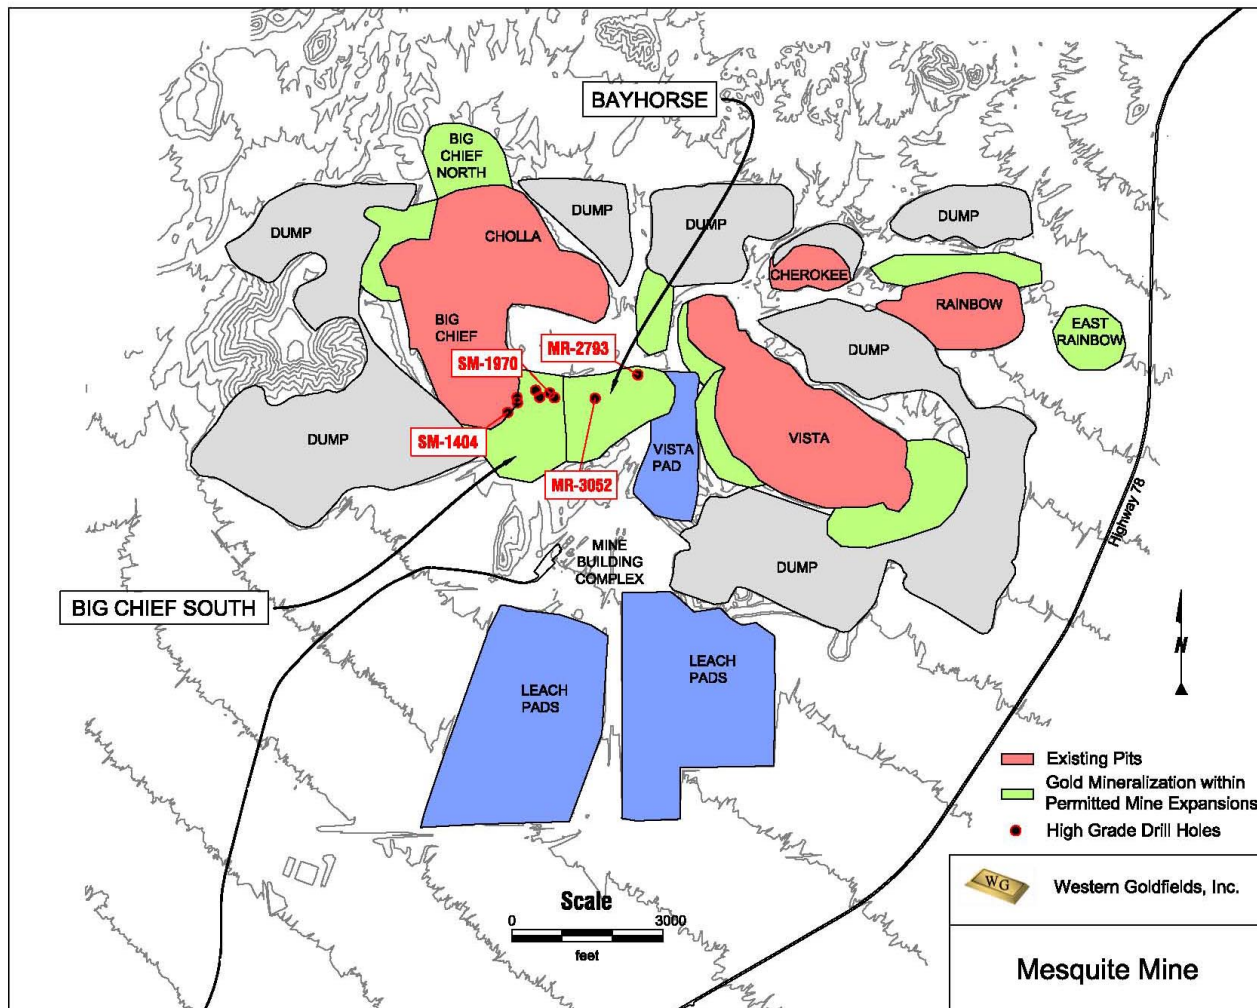 BAYHORSE
BIG
CHIEF
NORTH
DUMP
DUMP
DUMP
DUMP
CHOLLA
CHEROKEE
RAINBOW
EAST
RAINBOW
BIG
CHIEF
MR-2793
SM-1970
DUMP
DUMP
SM-1404
VISTA
PAD
VISTA
MR-3052
Highway 78
MINE
BUILDING
COMPLEX
DUMP
BIG CHIEF SOUTH
N
LEACH
PADS
LEACH
PADS
Existing Pits
Gold Mineralization within
Permitted Mine Expansions
High Grade Drill Holes
WG
Western Goldfields, Inc.
Scale
0 3000
feet
Mesquite Mine